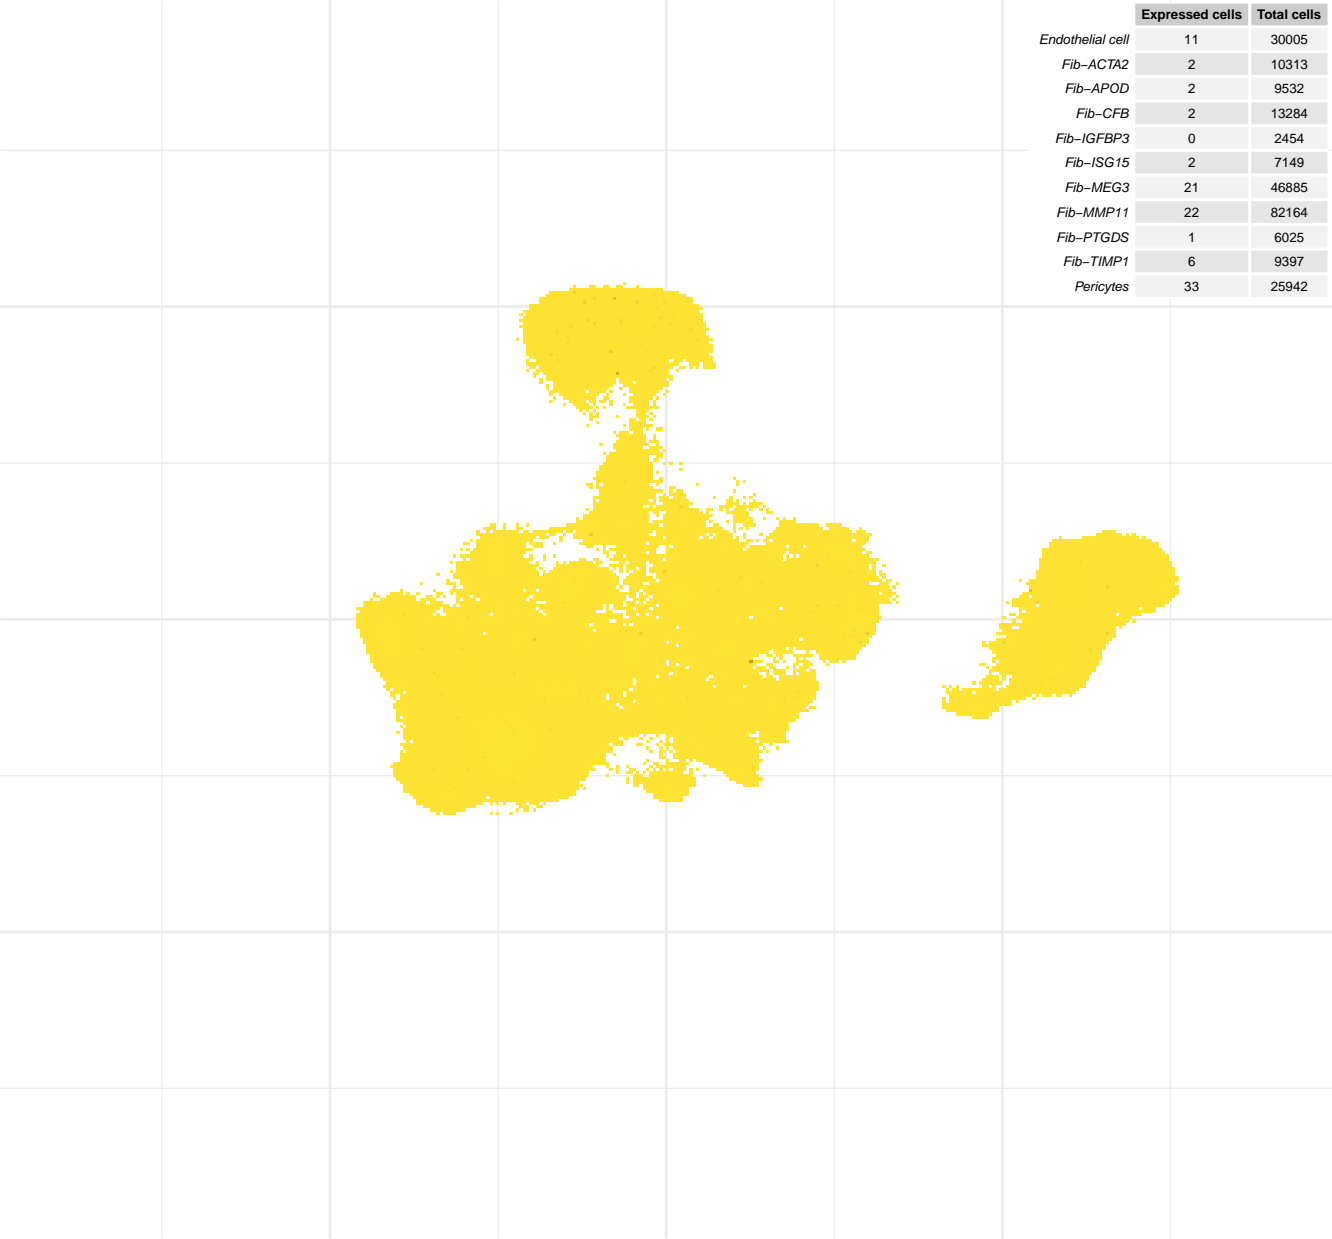 Expressed cells Total cells
Endothelial cell 11 30005
Fib−ACTA2 2 10313
Fib−APOD 2 9532
Fib−CFB 2 13284
Fib−IGFBP3 0 2454
Fib−ISG15 2 7149
Fib−MEG3 21 46885
Fib−MMP11 22 82164
Fib−PTGDS 1 6025
Fib−TIMP1 6 9397
Pericytes 33 25942